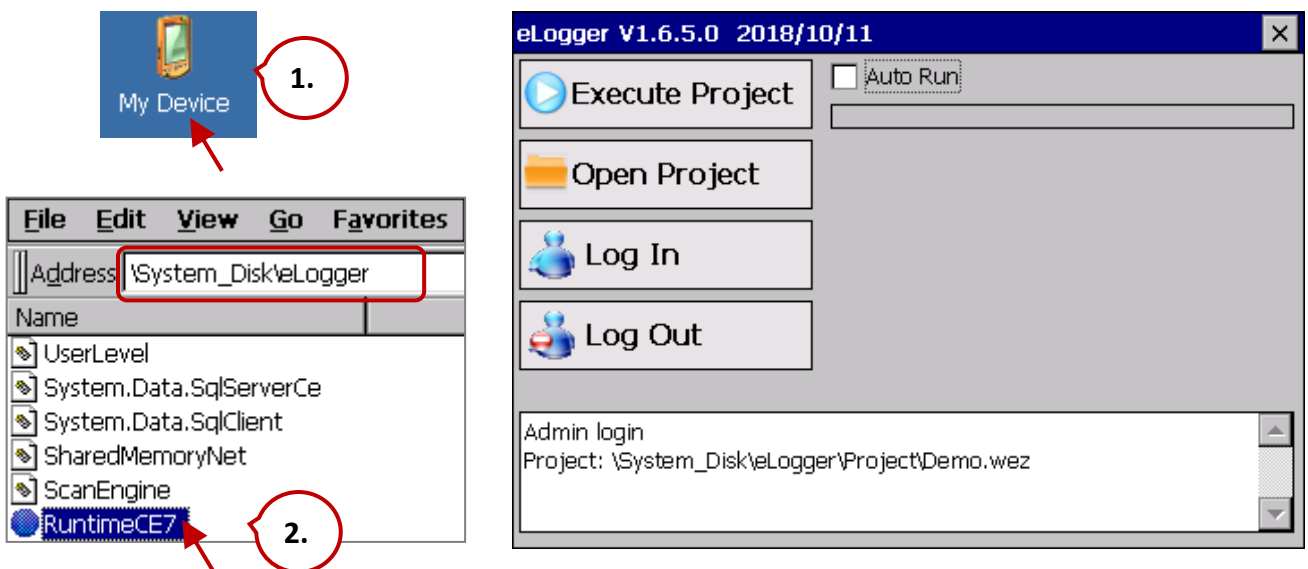 My Device
1.
File Edit View Go Favorites
Address \System_Disk\eLogger
Name
UserLevel
System.Data.SqlServerCe
System.Data.SqlClient
SharedMemoryNet
ScanEngine
RuntimeCE7
2.
eLogger V1.6.5.0 2018/10/11
Execute Project
Auto Run
Open Project
Log In
Log Out
Admin login
Project: \System_Disk\eLogger\Project\Demo.wez